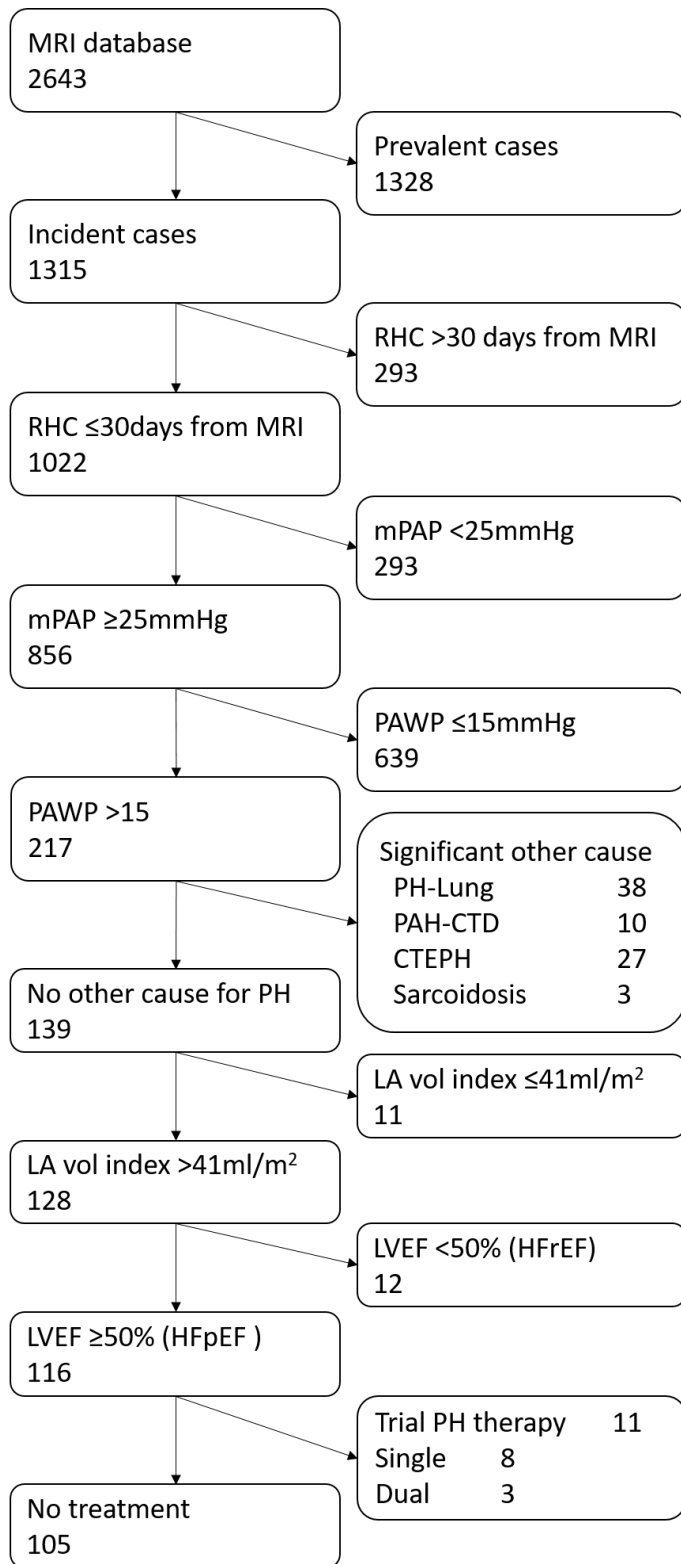 MRI database
2643
Prevalent cases
1328
Incident cases
1315
RHC >30 days from MRI
293
RHC ≤30days from MRI
1022
mPAP <25mmHg
293
mPAP ≥25mmHg
856
PAWP ≤15mmHg
639
PAWP >15
217
Significant other cause
PH-Lung 38
PAH-CTD 10
CTEPH 27
Sarcoidosis 3
No other cause for PH
139
LA vol index ≤41ml/m²
11
LA vol index >41ml/m²
128
LVEF <50% (HFrEF)
12
LVEF ≥50% (HFpEF )
116
Trial PH therapy 11
Single 8
Dual 3
No treatment
105